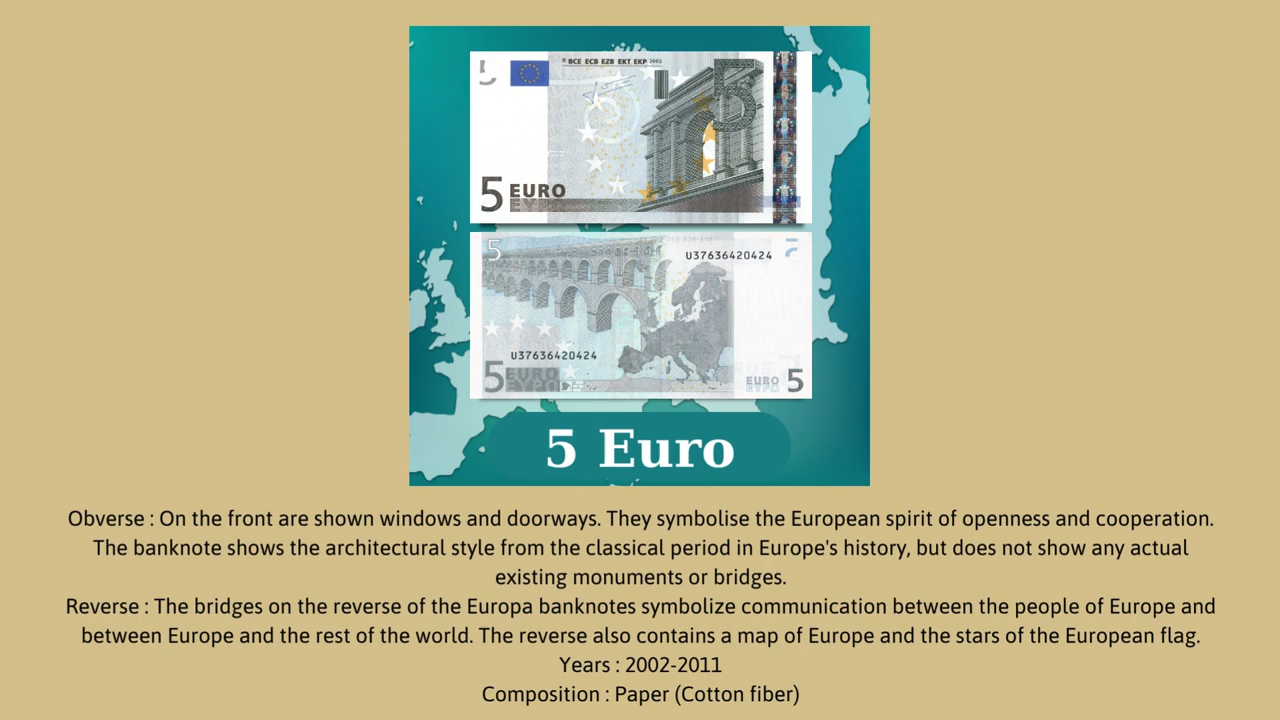 5
© BCE ECB EZB EKT EKP 2002
5
5 EURO
ΕΥΡΩ
5
U37636420424
U37636420424
5 EURO
ΕΥΡΩ
EURO 5
ΕΥΡΩ
5 Euro
Obverse : On the front are shown windows and doorways. They symbolise the European spirit of openness and cooperation.
The banknote shows the architectural style from the classical period in Europe's history, but does not show any actual
existing monuments or bridges.
Reverse : The bridges on the reverse of the Europa banknotes symbolize communication between the people of Europe and
between Europe and the rest of the world. The reverse also contains a map of Europe and the stars of the European flag.
Years : 2002-2011
Composition : Paper (Cotton fiber)